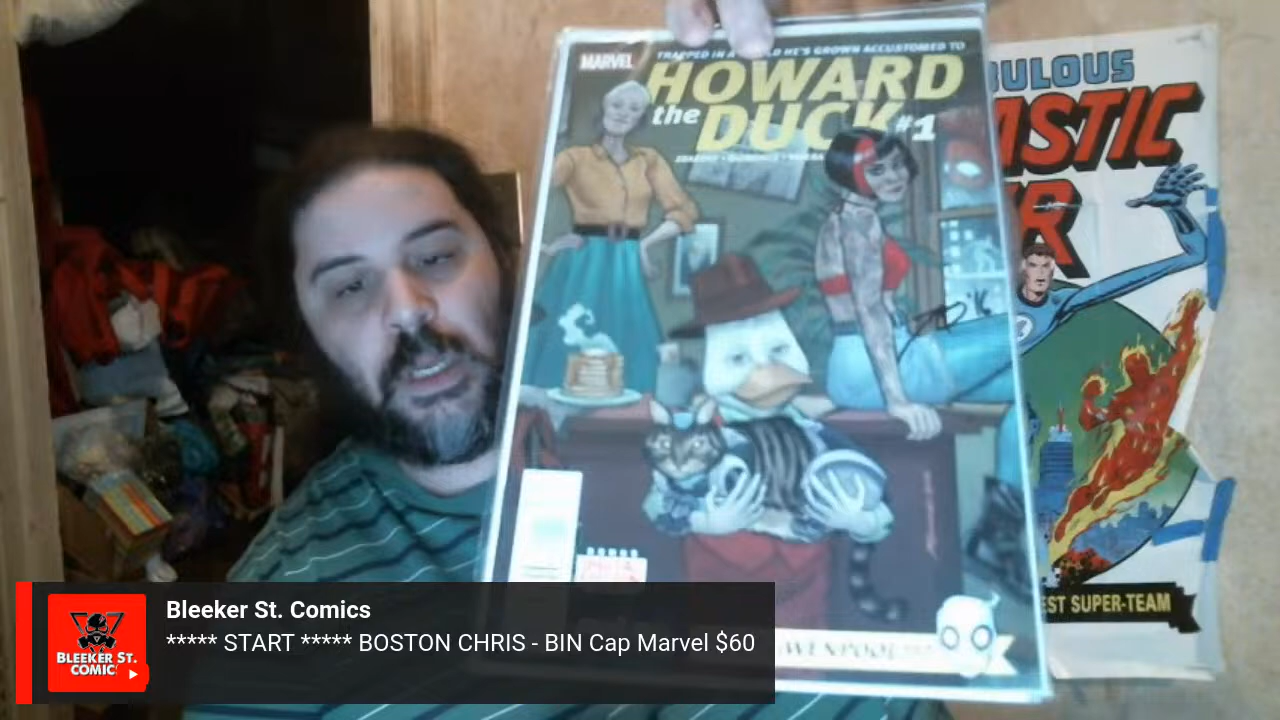 MARVEL
TRAPPED IN A WORLD HE'S GROWN ACCUSTOMED TO
HOWARD
the DUCK #1
BULOUS
ASTIC
EST SUPER-TEAM
Bleeker St. Comics
***** START ***** BOSTON CHRIS - BIN Cap Marvel $60
BLEEKER ST.
COMIC